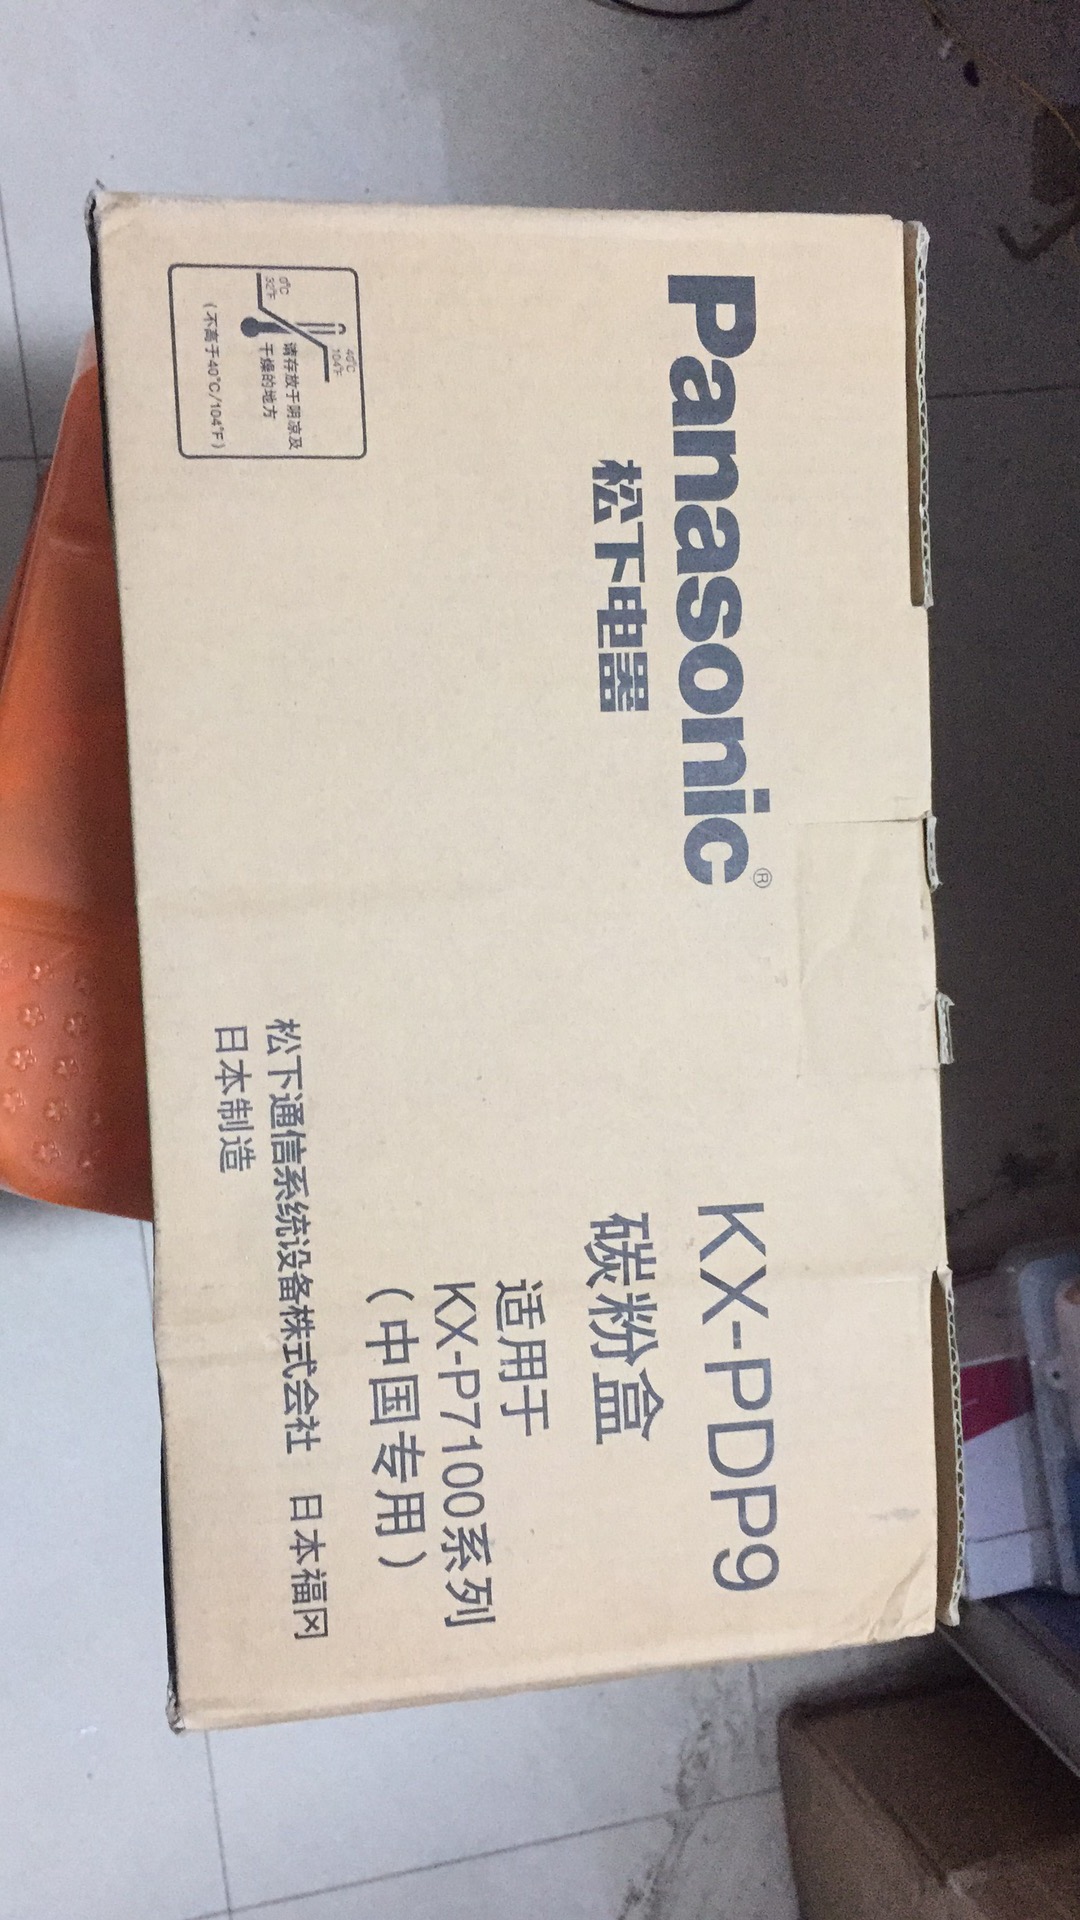 Panasonic®
松下电器
KX-PDP9
碳粉盒
适用于
KX-P7100系列
（中国专用）
松下通信系统设备株式会社 日本福冈
日本制造
0°C
32°F
40°C
104°F
请存放于阴凉及
干燥的地方
(不高于40°C/104°F)